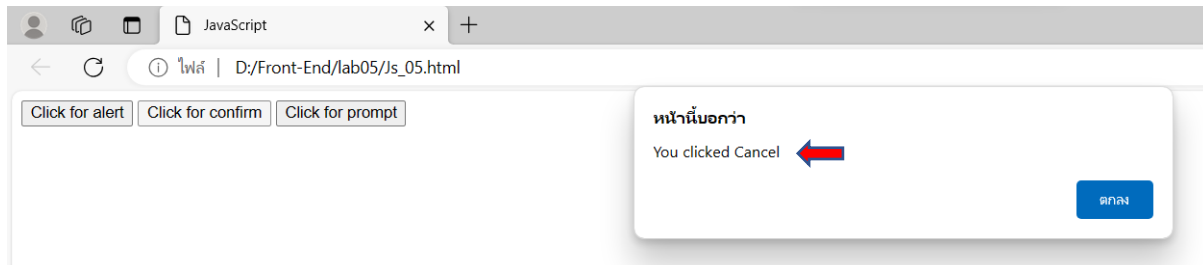 JavaScript
ไฟล์ | D:/Front-End/lab05/Js_05.html
Click for alert Click for confirm Click for prompt
หน้านี้บอกว่า
You clicked Cancel
ตกลง